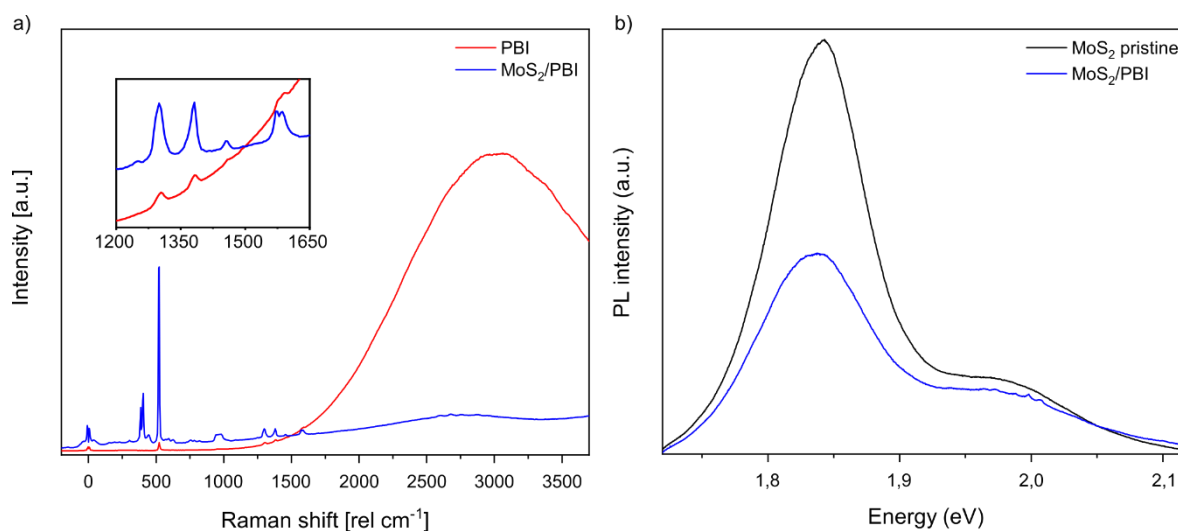 a)
PBI
MoS₂/PBI
Intensity [a.u.]
1200 1350 1500 1650
0 500 1000 1500 2000 2500 3000 3500
Raman shift [rel cm⁻¹]
b)
MoS₂ pristine
MoS₂/PBI
PL intensity (a.u.)
1,8 1,9 2,0 2,1
Energy (eV)